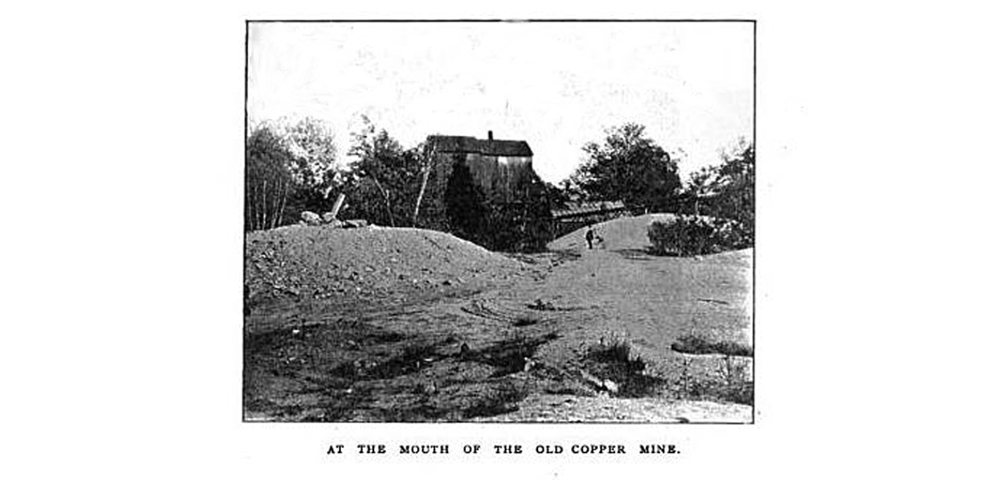 AT THE MOUTH OF THE OLD COPPER MINE.